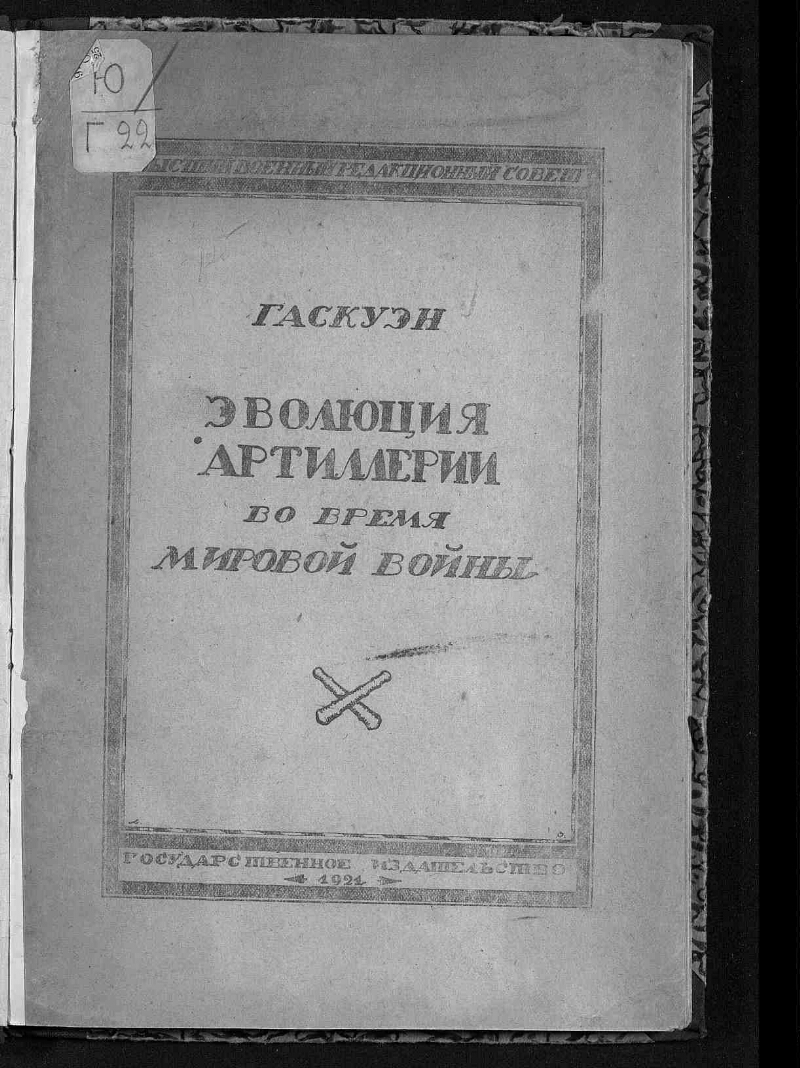 Ю/
Г 22
ВЫСШИЙ ВОЕННЫЙ РЕДАКЦИОННЫЙ СОВЕТ
ГАСКУЭН
ЭВОЛЮЦИЯ
АРТИЛЛЕРИИ
ВО ВРЕМЯ
МИРОВОЙ ВОЙНЫ
ГОСУДАРСТВЕННОЕ ИЗДАТЕЛЬСТВО
1921